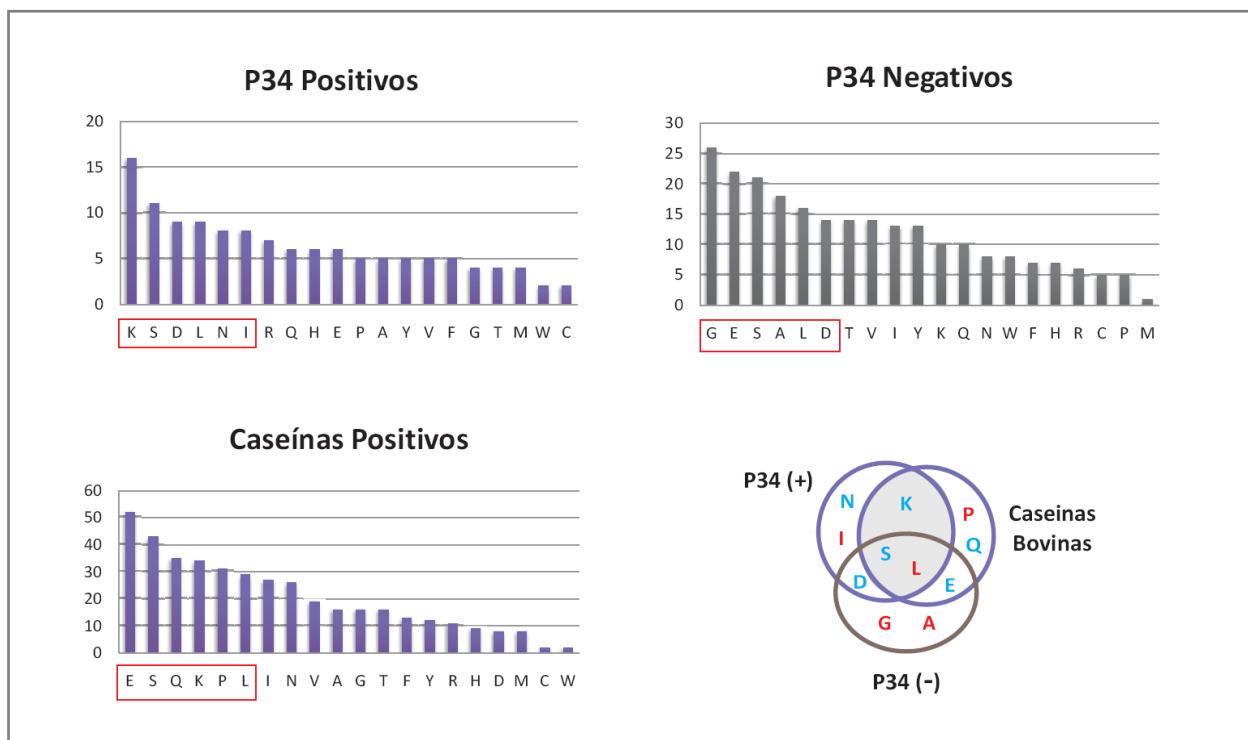 P34 Positivos
20
15
10
5
0
K S D L N I R Q H E P A Y V F G T M W C
P34 Negativos
30
25
20
15
10
5
0
G E S A L D T V I Y K Q N W F H R C P M
Caseínas Positivos
60
50
40
30
20
10
0
E S Q K P L I N V A G T F Y R H D M C W
P34 (+)
N K P
Caseinas
Bovinas
I S Q
L
D E
G A
P34 (-)